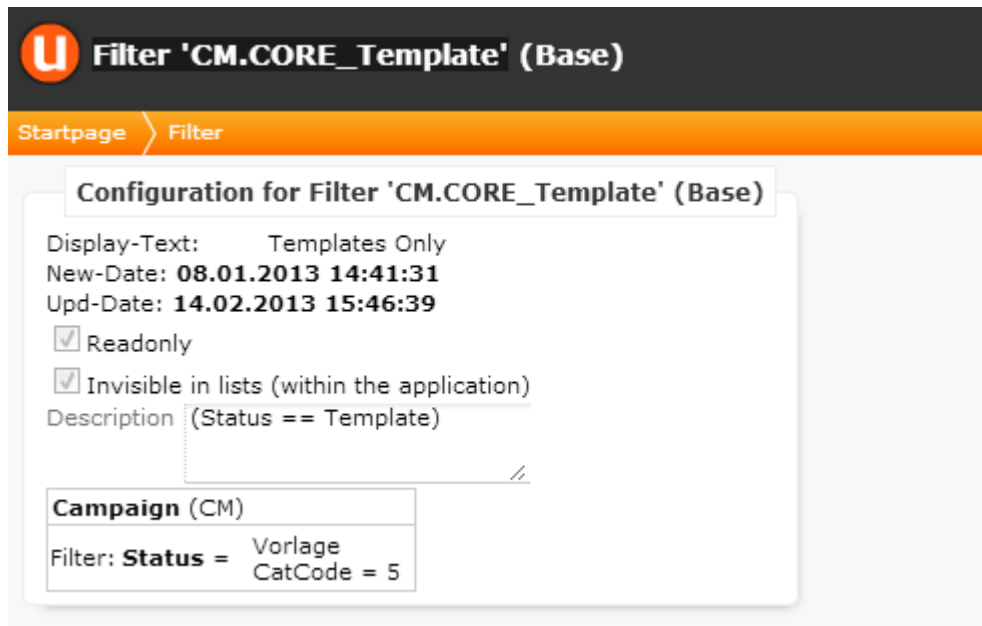 u Filter 'CM.CORE_Template' (Base)
Startpage Filter
Configuration for Filter 'CM.CORE_Template' (Base)
Display-Text: Templates Only
New-Date: 08.01.2013 14:41:31
Upd-Date: 14.02.2013 15:46:39
Readonly
Invisible in lists (within the application)
Description (Status == Template)
Campaign (CM)
Filter: Status = Vorlage
CatCode = 5